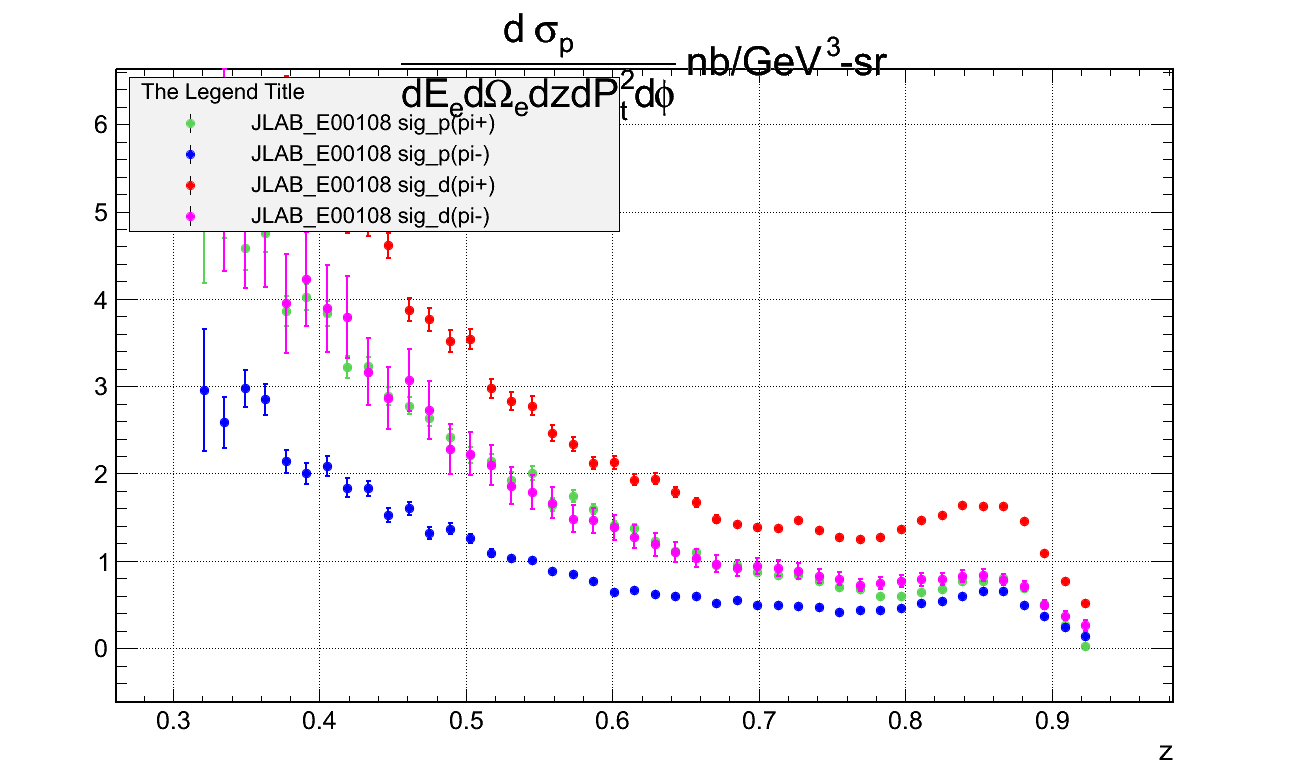 d σp
dEedΩedzdPt2dϕ nb/GeV3-sr
The Legend Title
JLAB_E00108 sig_p(pi+)
JLAB_E00108 sig_p(pi-)
JLAB_E00108 sig_d(pi+)
JLAB_E00108 sig_d(pi-)
6
5
4
3
2
1
0
0.3 0.4 0.5 0.6 0.7 0.8 0.9
z